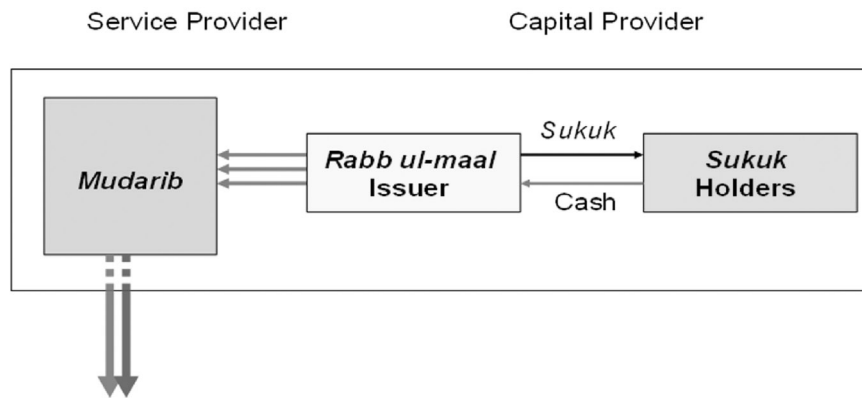 Service Provider
Capital Provider
Mudarib
Rabb ul-maal
Issuer
Sukuk
Cash
Sukuk
Holders